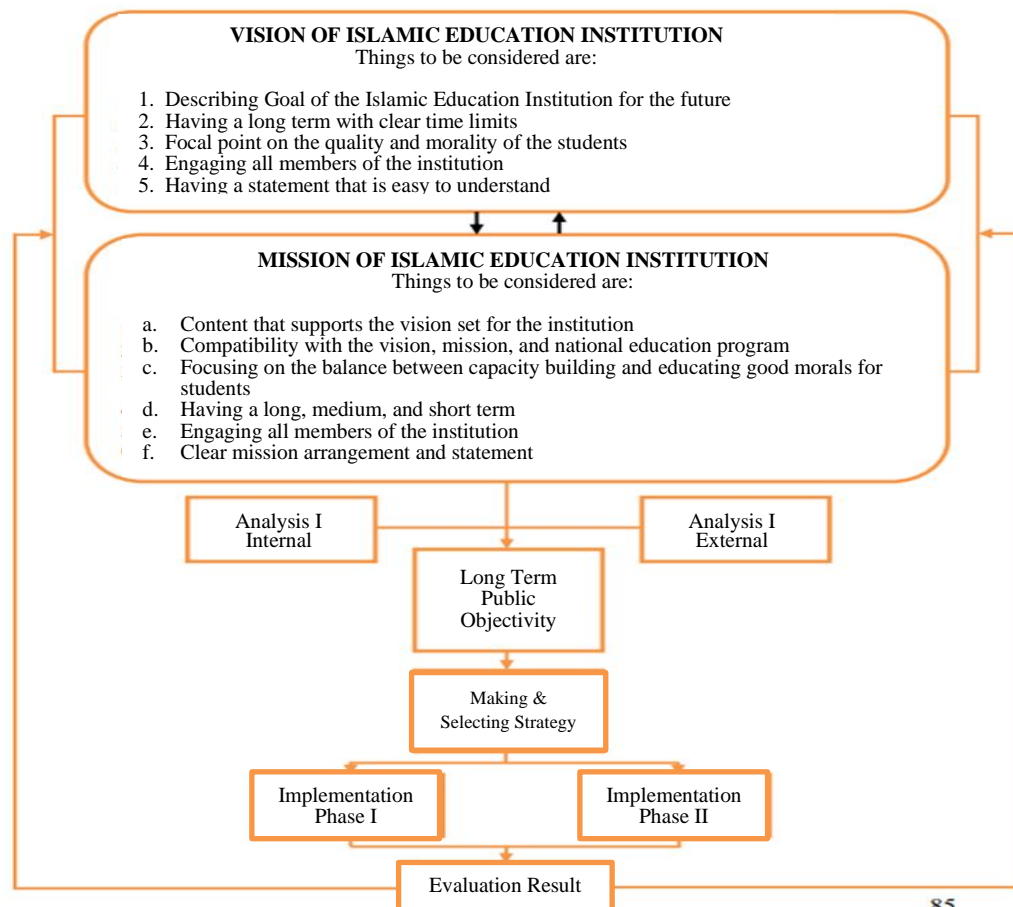 VISION OF ISLAMIC EDUCATION INSTITUTION
Things to be considered are:
1. Describing Goal of the Islamic Education Institution for the future
2. Having a long term with clear time limits
3. Focal point on the quality and morality of the students
4. Engaging all members of the institution
5. Having a statement that is easy to understand
MISSION OF ISLAMIC EDUCATION INSTITUTION
Things to be considered are:
a. Content that supports the vision set for the institution
b. Compatibility with the vision, mission, and national education program
c. Focusing on the balance between capacity building and educating good morals for
students
d. Having a long, medium, and short term
e. Engaging all members of the institution
f. Clear mission arrangement and statement
Analysis I
Internal
Analysis I
External
Long Term
Public
Objectivity
Making &
Selecting Strategy
Implementation
Phase I
Implementation
Phase II
Evaluation Result
85